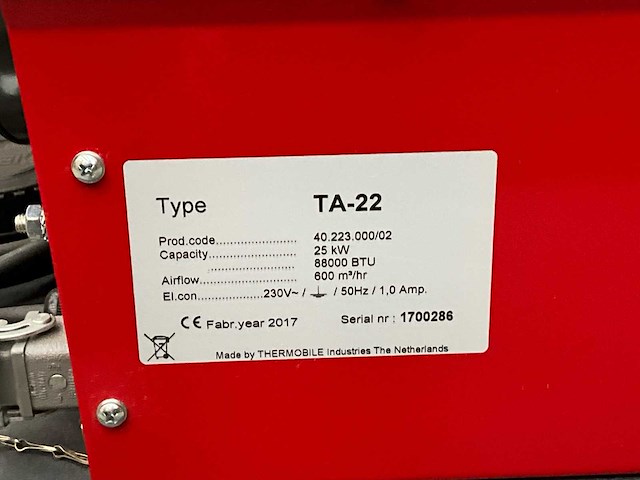 Type TA-22
Prod.code........................ 40.223.000/02
Capacity.......................... 25 kW
.......................... 88000 BTU
Airflow............................. 600 m³/hr
El.con...................230V~ / ⏚ / 50Hz / 1,0 Amp.
CE Fabr.year 2017 Serial nr : 1700286
Made by THERMOBILE Industries The Netherlands